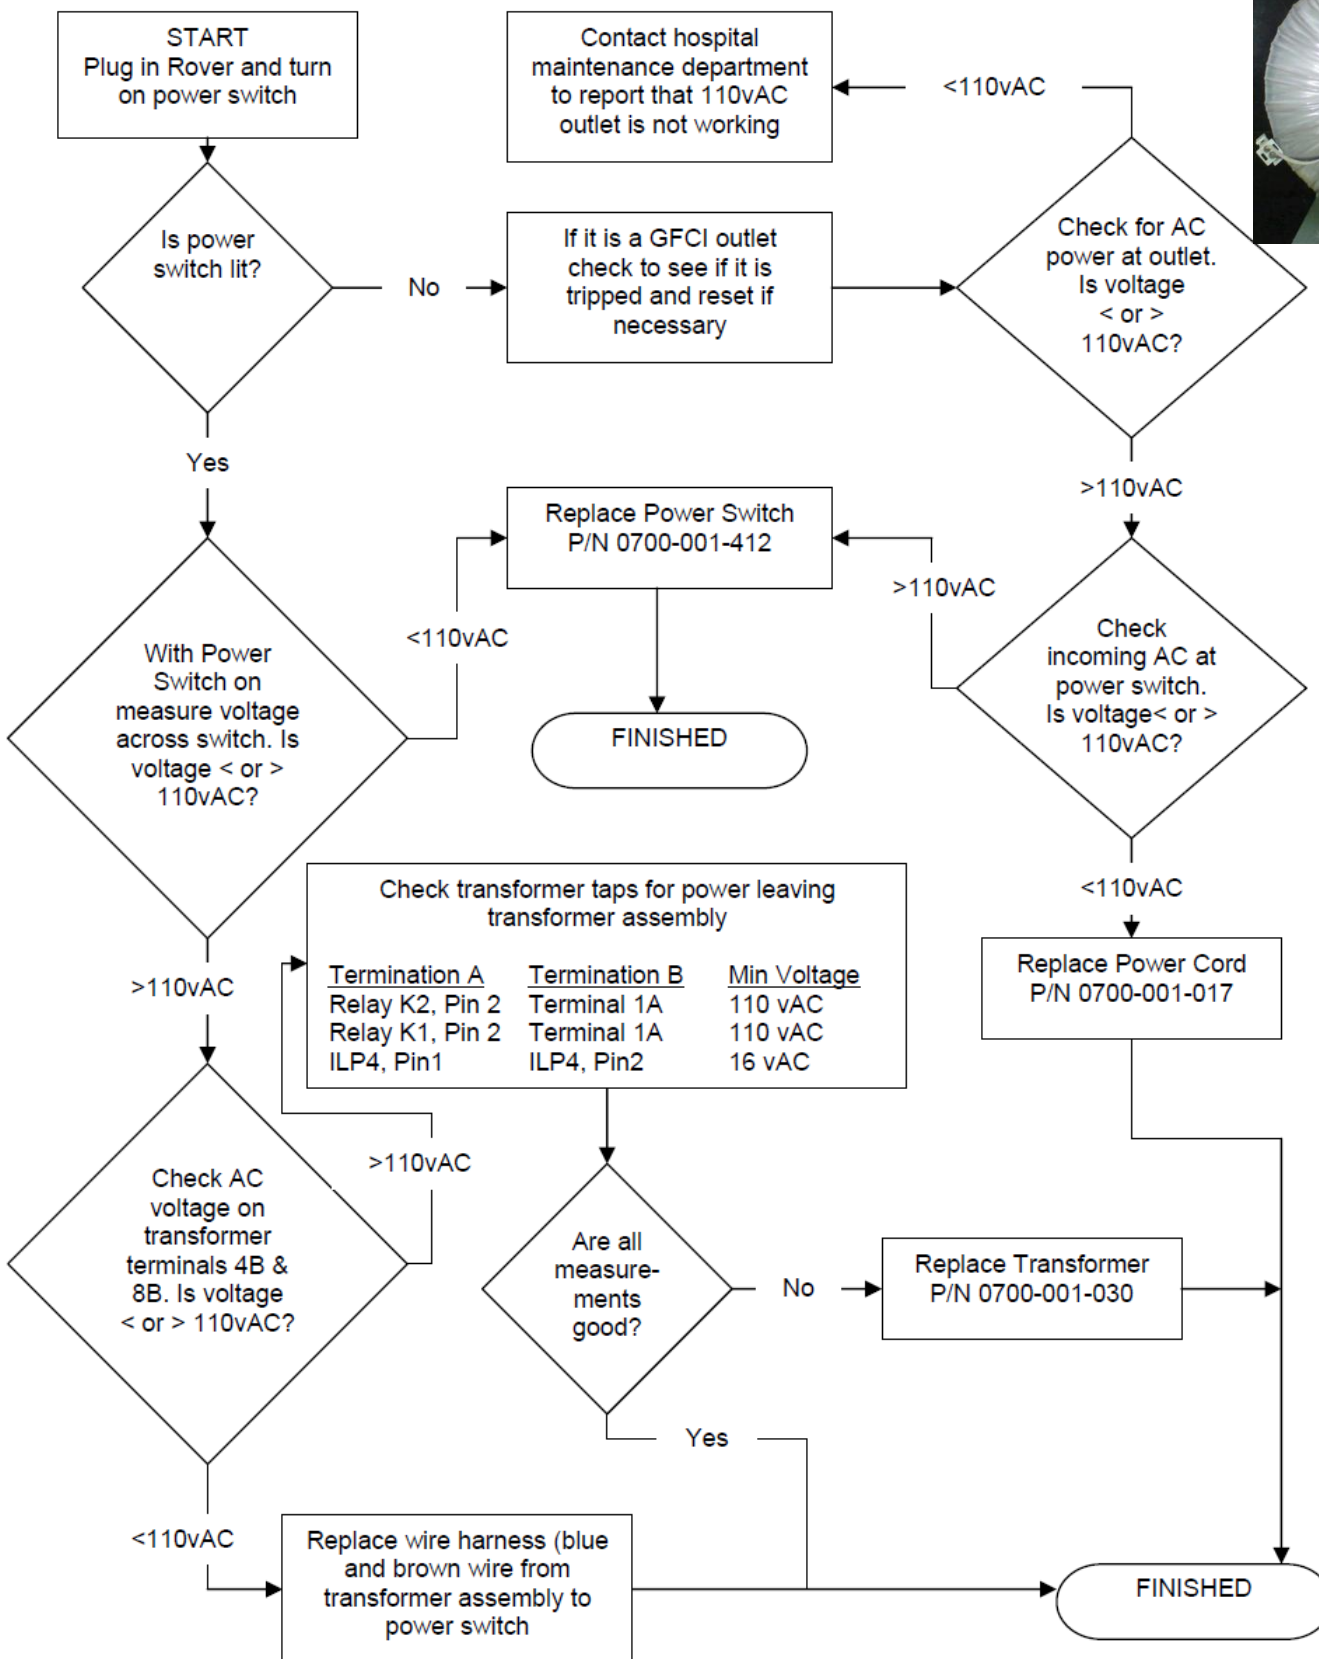 START
Plug in Rover and turn
on power switch
Contact hospital
maintenance department
to report that 110vAC
outlet is not working
<110vAC
Is power
switch lit?
No
If it is a GFCI outlet
check to see if it is
tripped and reset if
necessary
Check for AC
power at outlet.
Is voltage
< or >
110vAC?
Yes
>110vAC
Replace Power Switch
P/N 0700-001-412
<110vAC
>110vAC
With Power
Switch on
measure voltage
across switch. Is
voltage < or >
110vAC?
FINISHED
Check
incoming AC at
power switch.
Is voltage< or >
110vAC?
<110vAC
>110vAC
Check transformer taps for power leaving
transformer assembly
Termination A Termination B Min Voltage
Relay K2, Pin 2 Terminal 1A 110 vAC
Relay K1, Pin 2 Terminal 1A 110 vAC
ILP4, Pin1 ILP4, Pin2 16 vAC
Replace Power Cord
P/N 0700-001-017
>110vAC
Check AC
voltage on
transformer
terminals 4B &
8B. Is voltage
< or > 110vAC?
Are all
measure-
ments
good?
No
Replace Transformer
P/N 0700-001-030
Yes
<110vAC
Replace wire harness (blue
and brown wire from
transformer assembly to
power switch
FINISHED